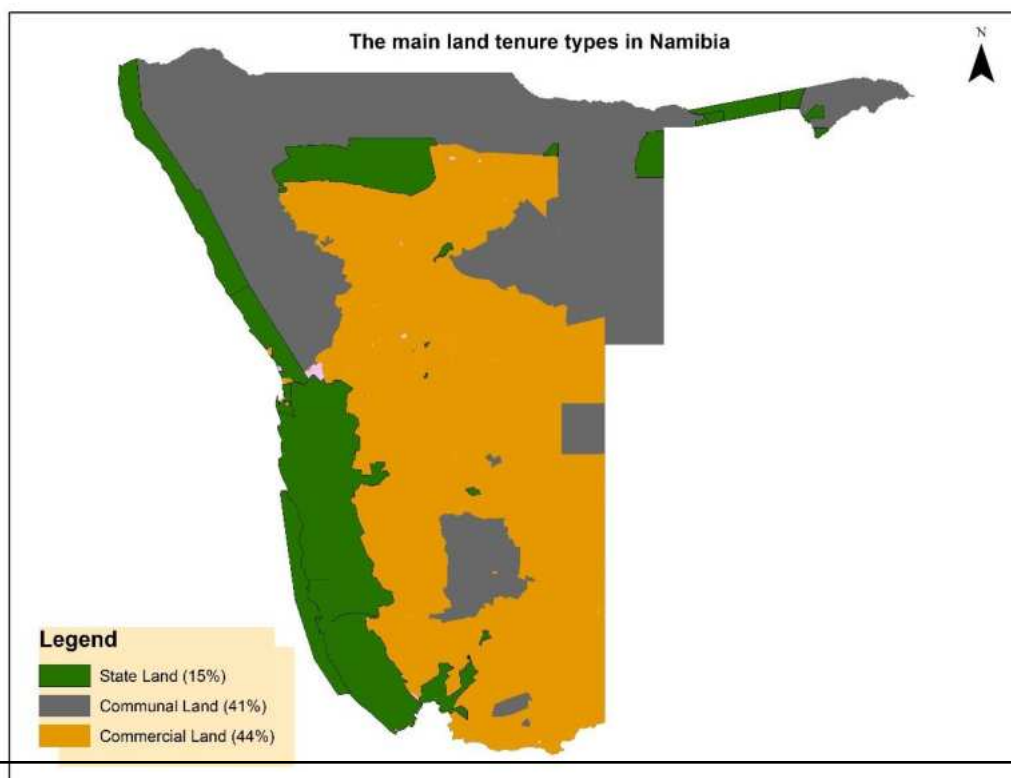 The main land tenure types in Namibia
N
Legend
State Land (15%)
Communal Land (41%)
Commercial Land (44%)